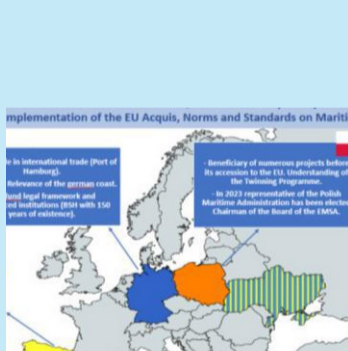 mplementation of the EU Acquis, Norms and Standards on Mariti
le in international trade (Port of
Hamburg).
Relevance of the german coast.
fund legal framework and
ced institutions (BSH with 150
years of existence).
- Beneficiary of numerous projects before
its accession to the EU. Understanding of
the Twinning Programme.
- In 2023 representative of the Polish
Maritime Administration has been elected
Chairman of the Board of the EMSA.